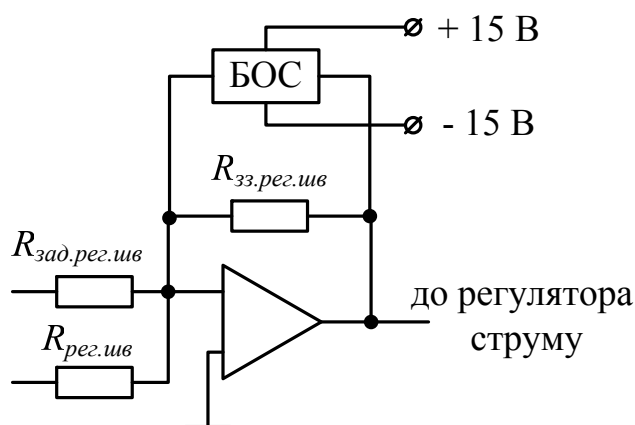 + 15 В
БОС
- 15 В
Rзз.рег.шв
Rзад.рег.шв
до регулятора
струму
Rрег.шв